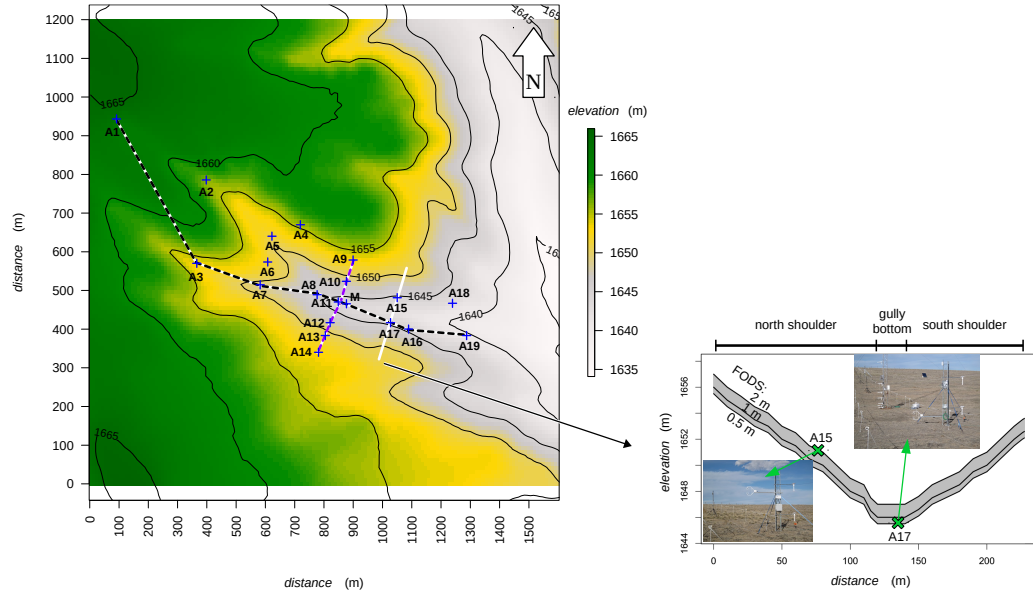 1645
1650
1665
1660
1655
1650
1645
1640
1665
N
A1
A2
A3
A4
A5
A6
A7
A8
A9
A10
A11
M
A12
A13
A14
A15
A16
A17
A18
A19
1200
1100
1000
900
800
700
600
500
400
300
200
100
0
distance (m)
0 100 200 300 400 500 600 700 800 900 1000 1100 1200 1300 1400 1500
distance (m)
elevation (m)
1665
1660
1655
1650
1645
1640
1635
north shoulder
gully
bottom
south shoulder
FODS:
2 m
1 m
0.5 m
A15
A17
1656
1652
1648
1644
elevation (m)
0 50 100 150 200
distance (m)